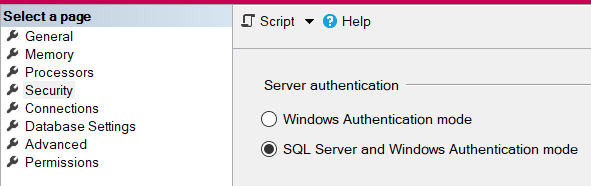 Select a page
General
Memory
Processors
Security
Connections
Database Settings
Advanced
Permissions
Script Help
Server authentication
Windows Authentication mode
SQL Server and Windows Authentication mode